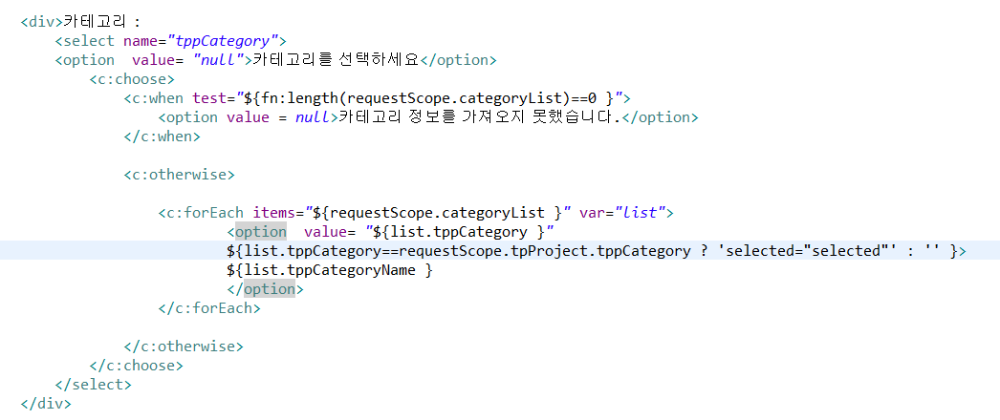 <div>카테고리 :
<select name="tppCategory">
<option  value= "null">카테고리를 선택하세요</option>
<c:choose>
<c:when test="${fn:length(requestScope.categoryList)==0 }">
<option value = null>카테고리 정보를 가져오지 못했습니다.</option>
</c:when>
<c:otherwise>
<c:forEach items="${requestScope.categoryList }" var="list">
<option  value= "${list.tppCategory }"
${list.tppCategory==requestScope.tpProject.tppCategory ? 'selected="selected"' : '' }>
${list.tppCategoryName }
</option>
</c:forEach>
</c:otherwise>
</c:choose>
</select>
</div>